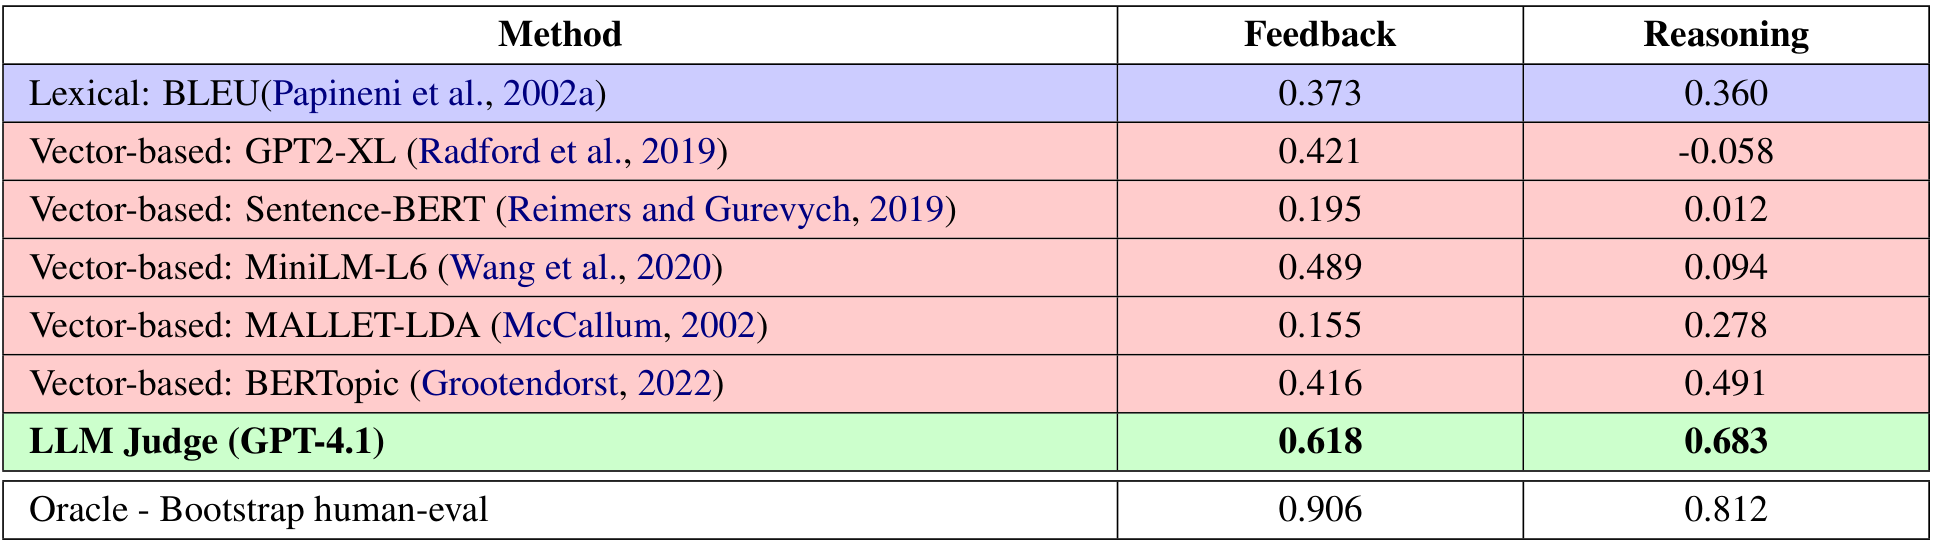 Method Feedback Reasoning
Lexical: BLEU(Papineni et al., 2002a) 0.373 0.360
Vector-based: GPT2-XL (Radford et al., 2019) 0.421 -0.058
Vector-based: Sentence-BERT (Reimers and Gurevych, 2019) 0.195 0.012
Vector-based: MiniLM-L6 (Wang et al., 2020) 0.489 0.094
Vector-based: MALLET-LDA (McCallum, 2002) 0.155 0.278
Vector-based: BERTopic (Grootendorst, 2022) 0.416 0.491
LLM Judge (GPT-4.1) 0.618 0.683
Oracle - Bootstrap human-eval 0.906 0.812